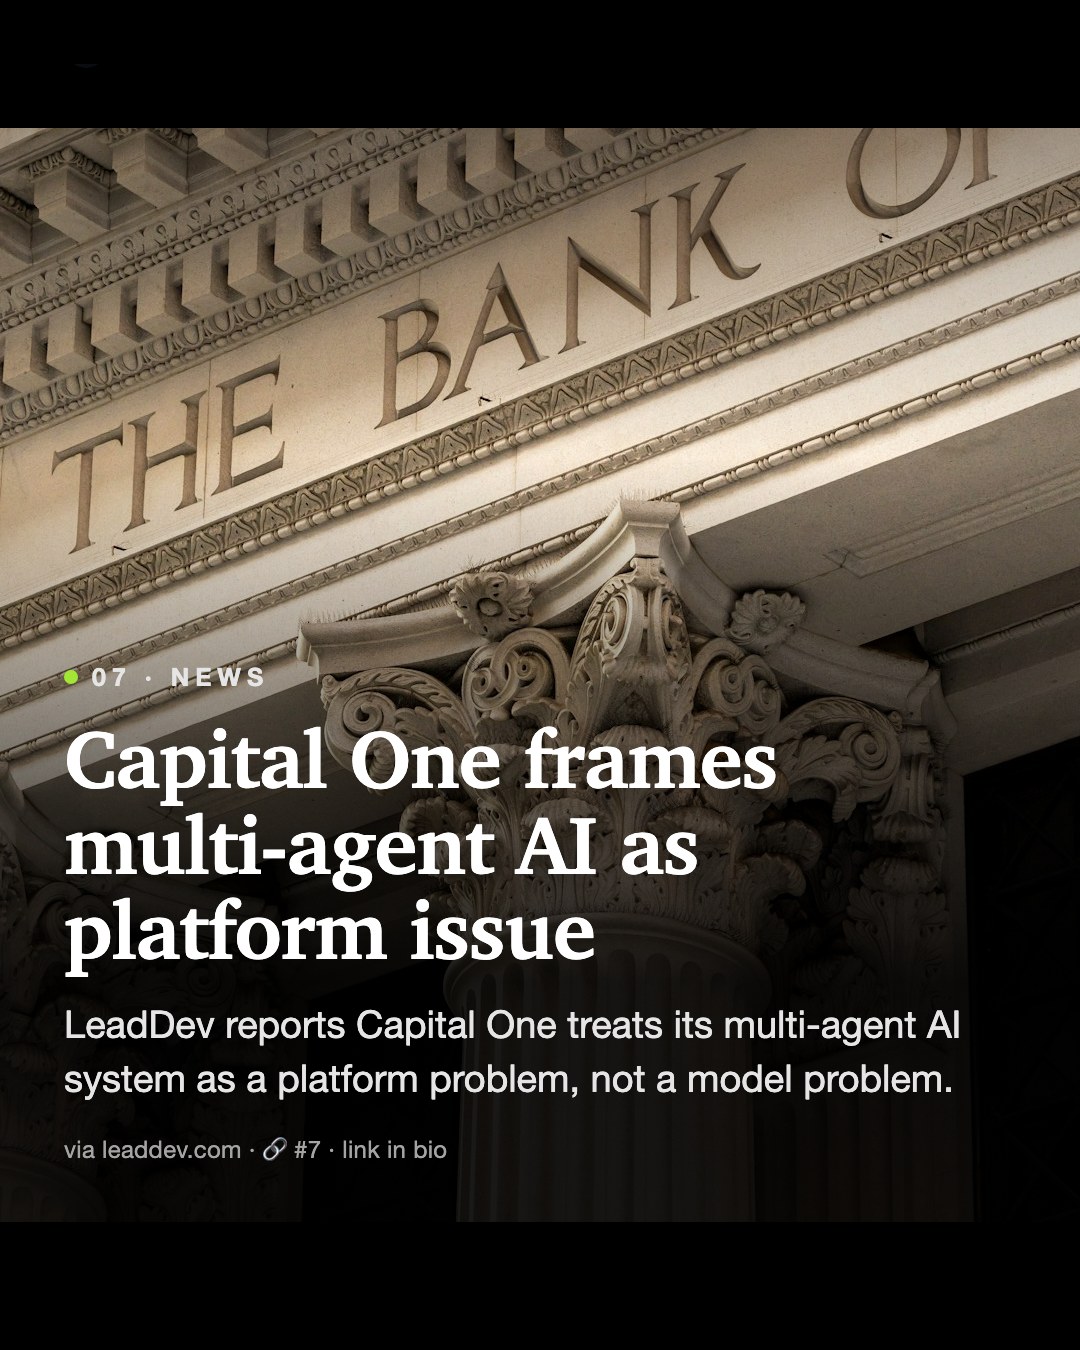 THE BANK OF
07 · NEWS
Capital One frames
multi-agent AI as
platform issue
LeadDev reports Capital One treats its multi-agent AI
system as a platform problem, not a model problem.
via leaddev.com · 🔗 #7 · link in bio